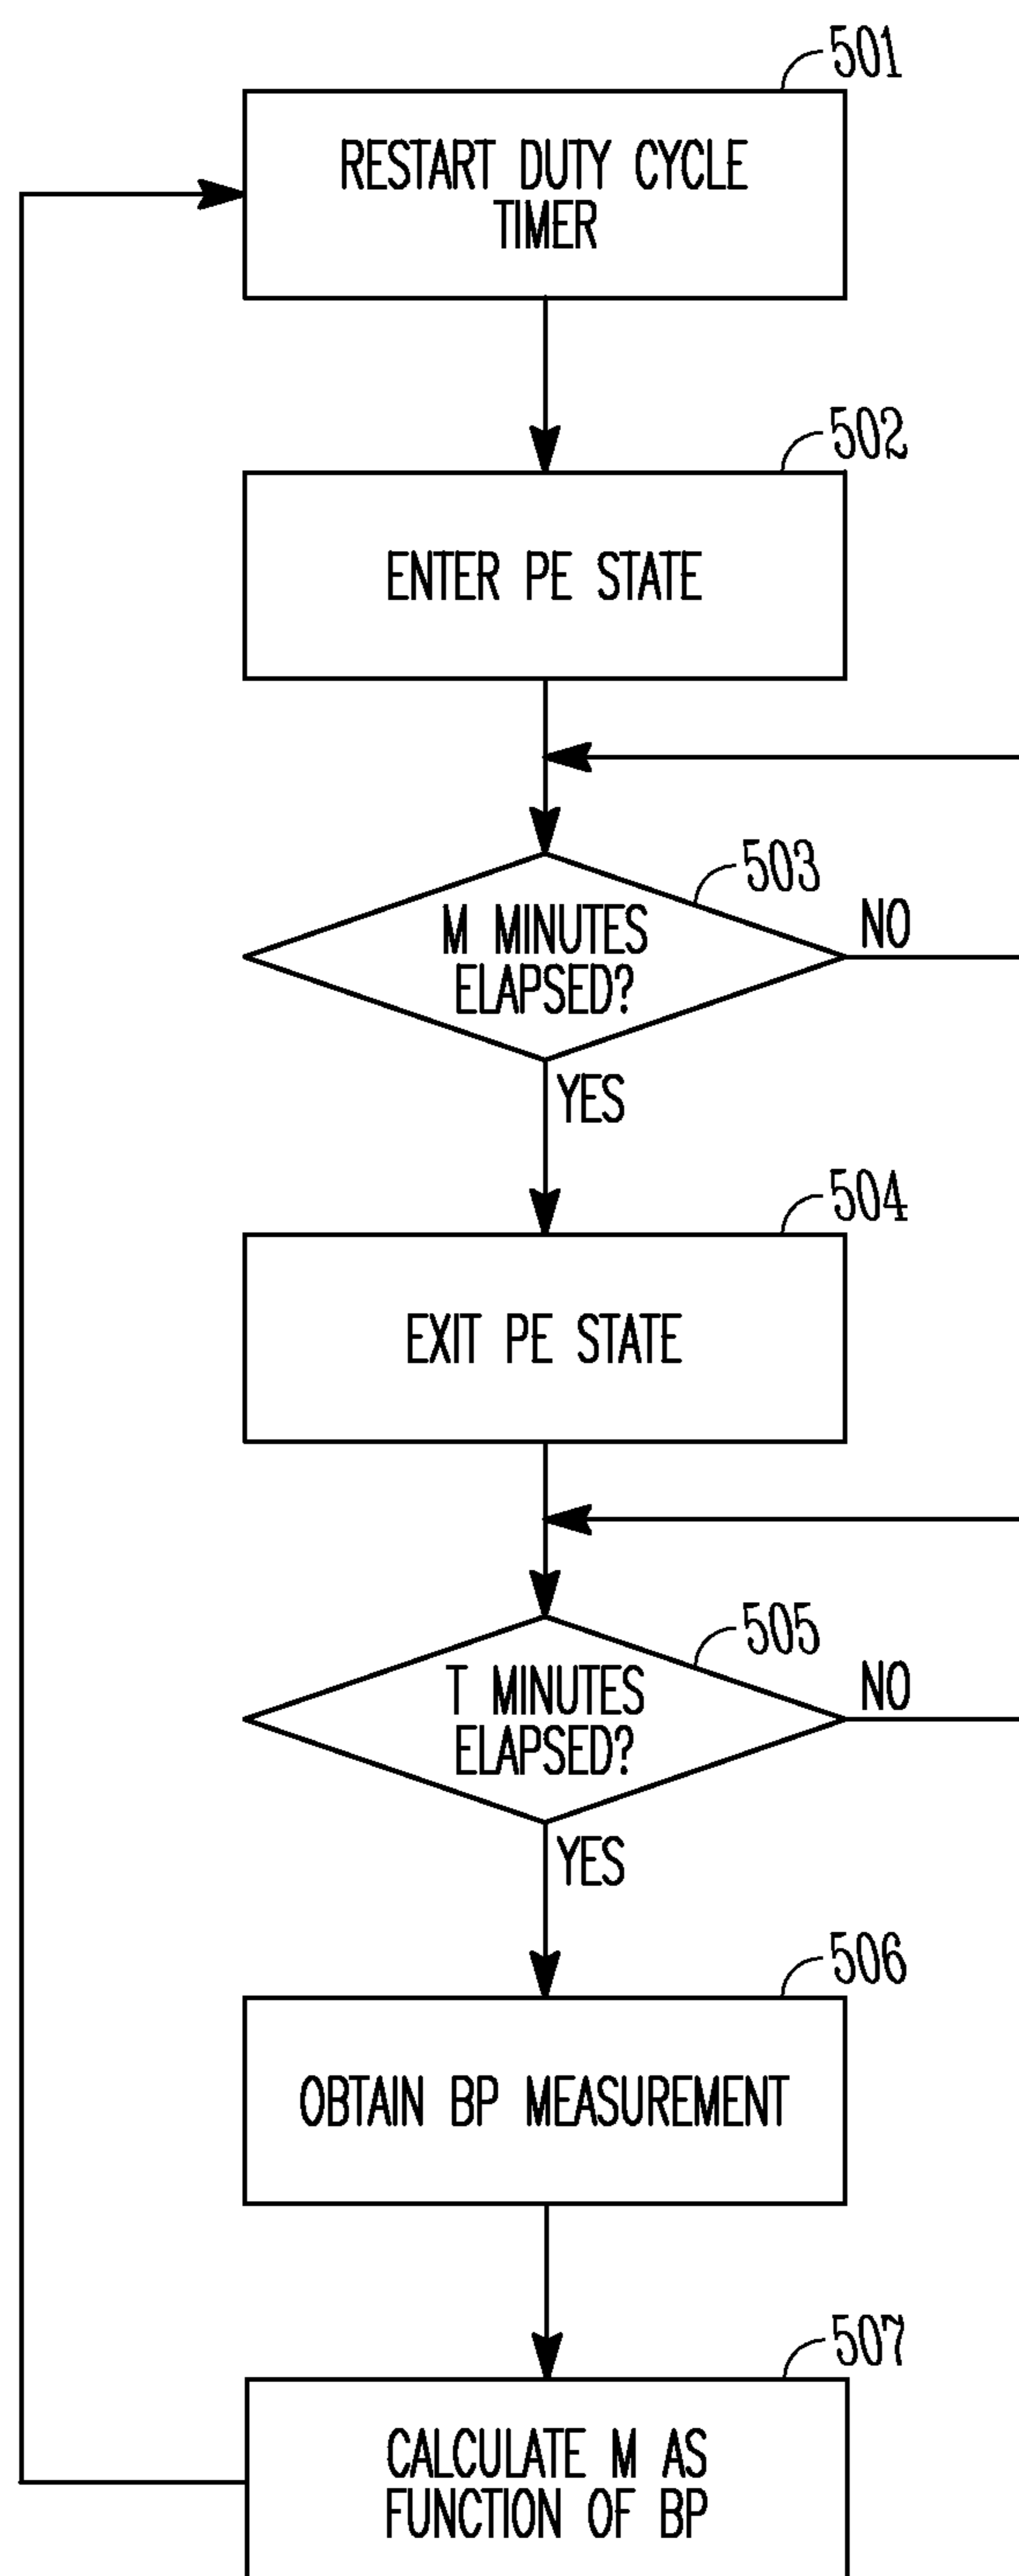 501
RESTART DUTY CYCLE
TIMER
502
ENTER PE STATE
503
M MINUTES
ELAPSED?
NO
YES
504
EXIT PE STATE
505
T MINUTES
ELAPSED?
NO
YES
506
OBTAIN BP MEASUREMENT
507
CALCULATE M AS
FUNCTION OF BP